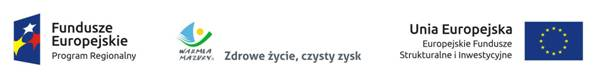 Fundusze
Europejskie
Program Regionalny
WARMIA
MAZURY
Zdrowe życie, czysty zysk
Unia Europejska
Europejskie Fundusze
Strukturalne i Inwestycyjne